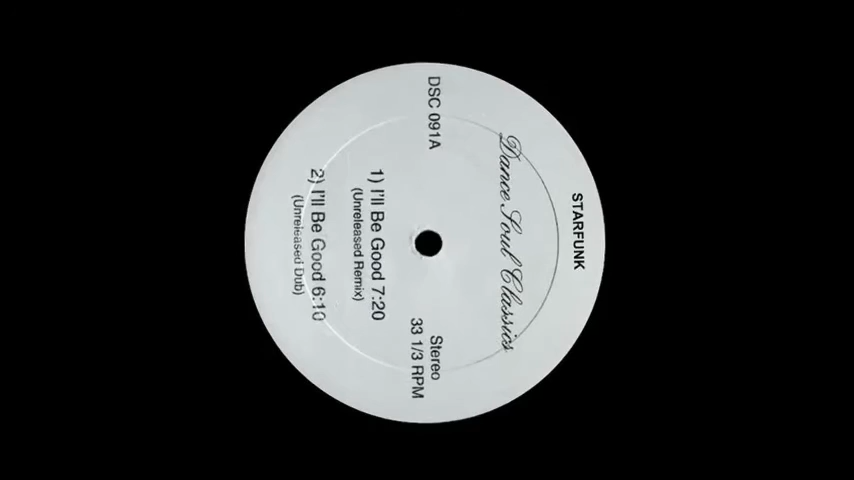 STARFUNK
Dance Soul Classics
DSC 091A
Stereo
33 1/3 RPM
1) I'll Be Good 7:20
(Unreleased Remix)
2) I'll Be Good 6:10
(Unreleased Dub)